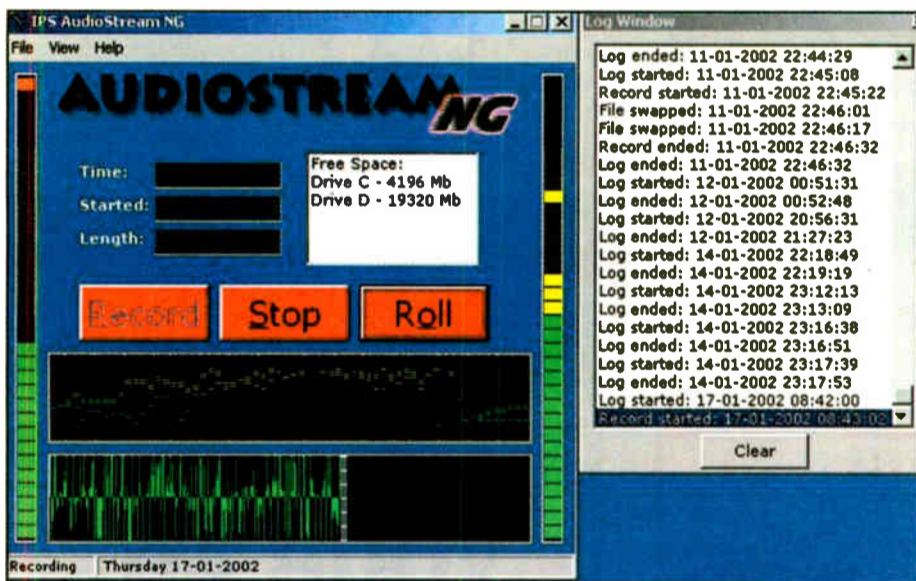 IPS AudioStream NG
File View Help
AUDIOSTREAM NG
Time:
Started:
Length:
Free Space:
Drive C - 4196 Mb
Drive D - 19320 Mb
Record Stop Roll
Recording Thursday 17-01-2002
Log Window
Log ended: 11-01-2002 22:44:29
Log started: 11-01-2002 22:45:08
Record started: 11-01-2002 22:45:22
File swapped: 11-01-2002 22:46:01
File swapped: 11-01-2002 22:46:17
Record ended: 11-01-2002 22:46:32
Log ended: 11-01-2002 22:46:32
Log started: 12-01-2002 00:51:31
Log ended: 12-01-2002 00:52:48
Log started: 12-01-2002 20:56:31
Log ended: 12-01-2002 21:27:23
Log started: 14-01-2002 22:18:49
Log ended: 14-01-2002 22:19:19
Log started: 14-01-2002 23:12:13
Log ended: 14-01-2002 23:13:09
Log started: 14-01-2002 23:16:38
Log ended: 14-01-2002 23:16:51
Log started: 14-01-2002 23:17:39
Log ended: 14-01-2002 23:17:53
Log started: 17-01-2002 08:42:00
Record started: 17-01-2002 08:43:02
Clear